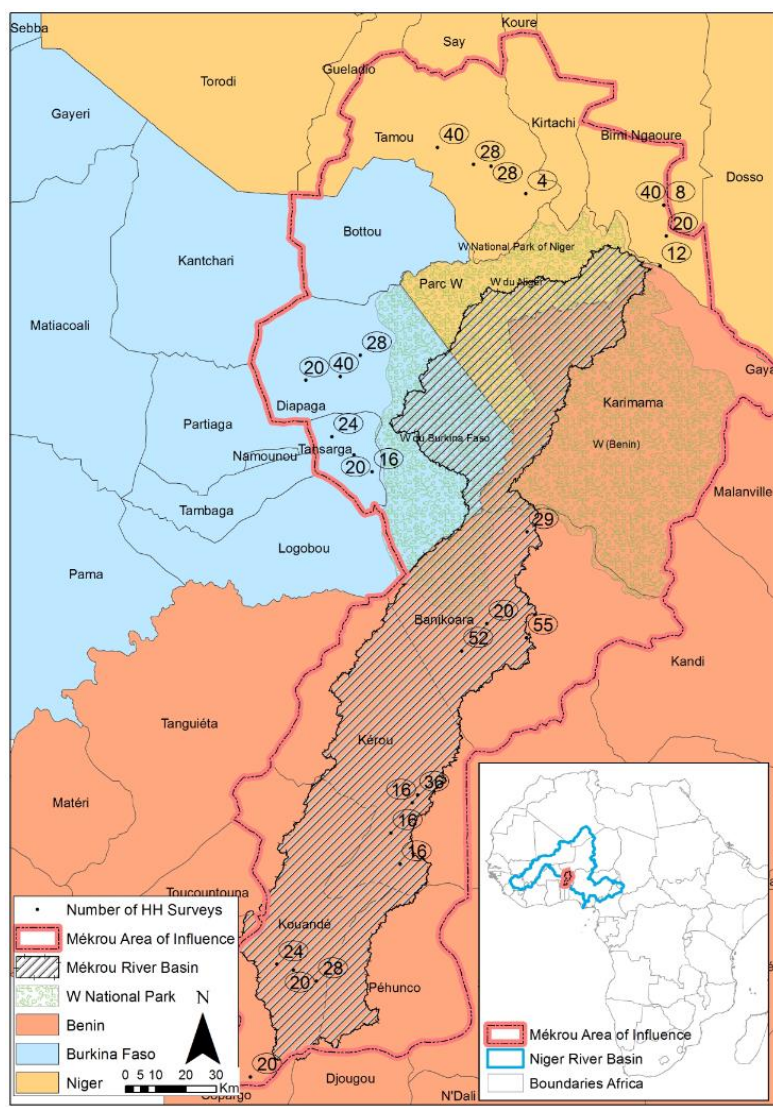 Koure
Sebba
Say
Gueladio
Torodi
Kirtachi
Gayeri
Tamou
40
Birni Ngaoure
28
28
4
Dosso
40 8
20
Bottou
W National Park of Niger
12
Kantchari
Parc W
W du Niger
Matiacoali
28
20 40
Gaya
Diapaga
Karimama
Partiaga
24
Namounou
Tansarga
W du Burkina Faso
W (Benin)
20 16
Tambaga
Malanville
Logobou
29
Pama
Banikoara
20
55
52
Kandi
Tanguiéta
Kérou
16 36
Matéri
16
16
Toucountouna
Kouandé
24
20 28
Péhunco
20
Copargo
Djougou
N'Dali
Number of HH Surveys
Mékrou Area of Influence
Mékrou River Basin
W National Park
Benin
Burkina Faso
Niger
N
0 5 10 20 30
Km
Mékrou Area of Influence
Niger River Basin
Boundaries Africa